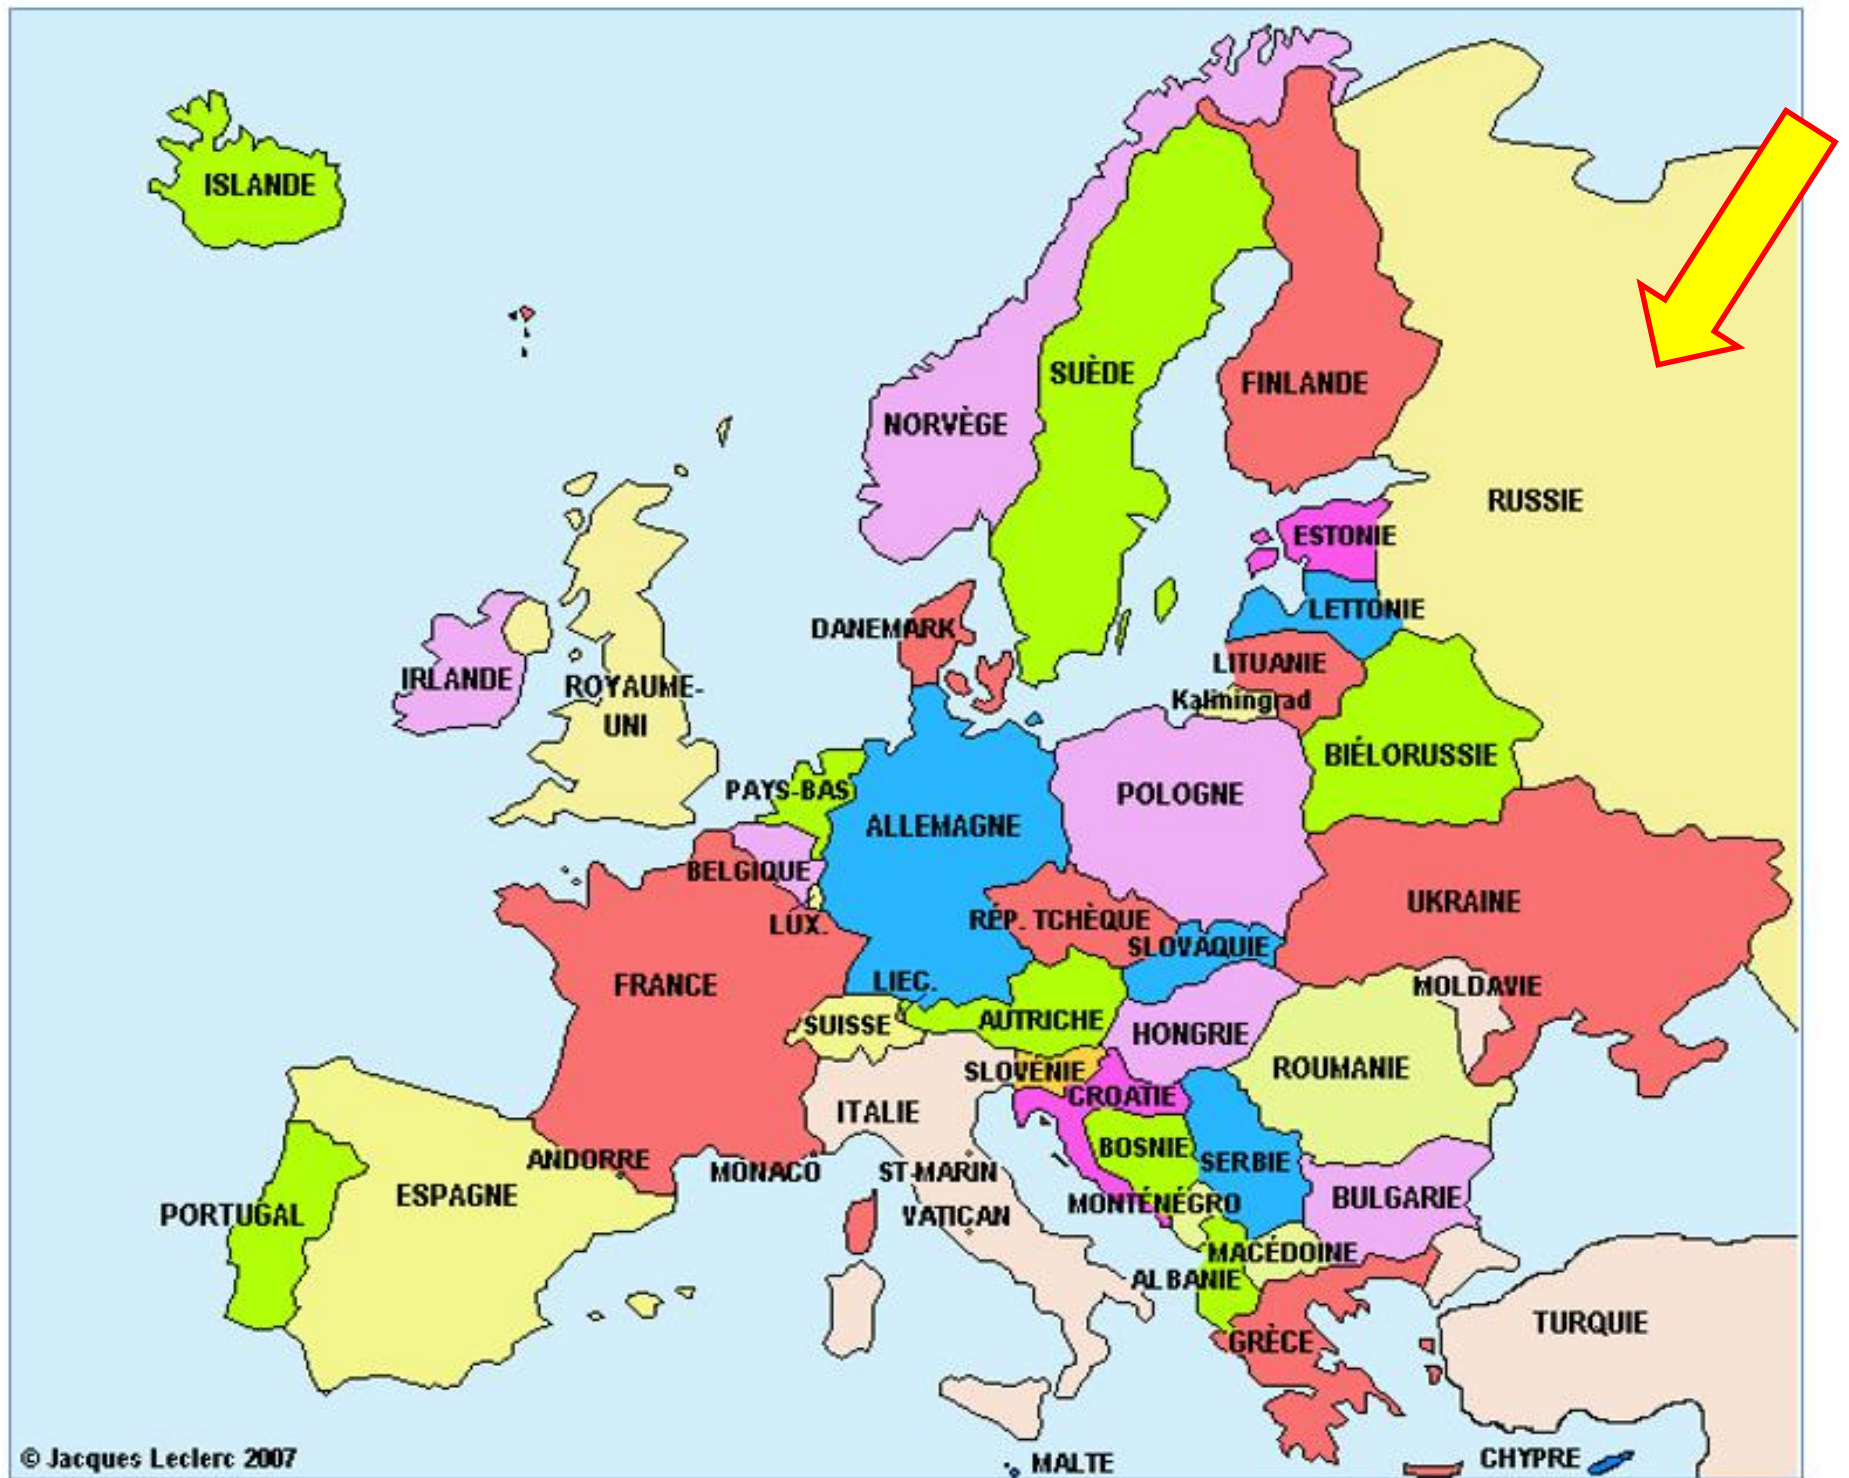 ISLANDE
SUÈDE
FINLANDE
NORVÈGE
RUSSIE
ESTONIE
LETTONIE
DANEMARK
LITUANIE
IRLANDE
ROYAUME-
UNI
Kaliningrad
BIÉLORUSSIE
PAYS-BAS
POLOGNE
ALLEMAGNE
BELGIQUE
UKRAINE
LUX.
RÉP. TCHÈQUE
SLOVAQUIE
FRANCE
LIEC.
MOLDAVIE
SUISSE
AUTRICHE
HONGRIE
ROUMANIE
SLOVÉNIE
CROATIE
ITALIE
BOSNIE
ANDORRE
MONACO
ST-MARIN
SERBIE
ESPAGNE
BULGARIE
PORTUGAL
VATICAN
MONTÉNÉGRO
MACÉDOINE
ALBANIE
TURQUIE
GRÈCE
© Jacques Leclerc 2007
MALTE
CHYPRE